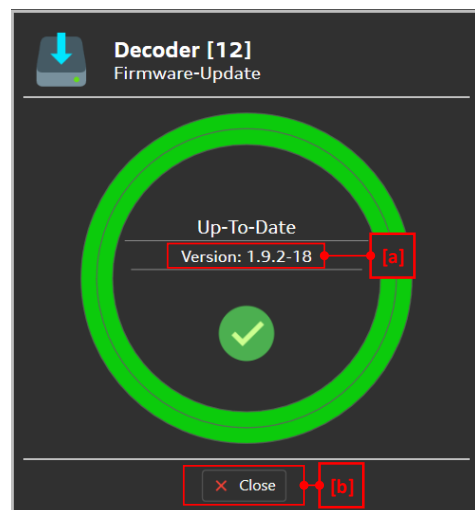 Decoder [12]
Firmware-Update
Up-To-Date
Version: 1.9.2-18
[a]
Close
[b]